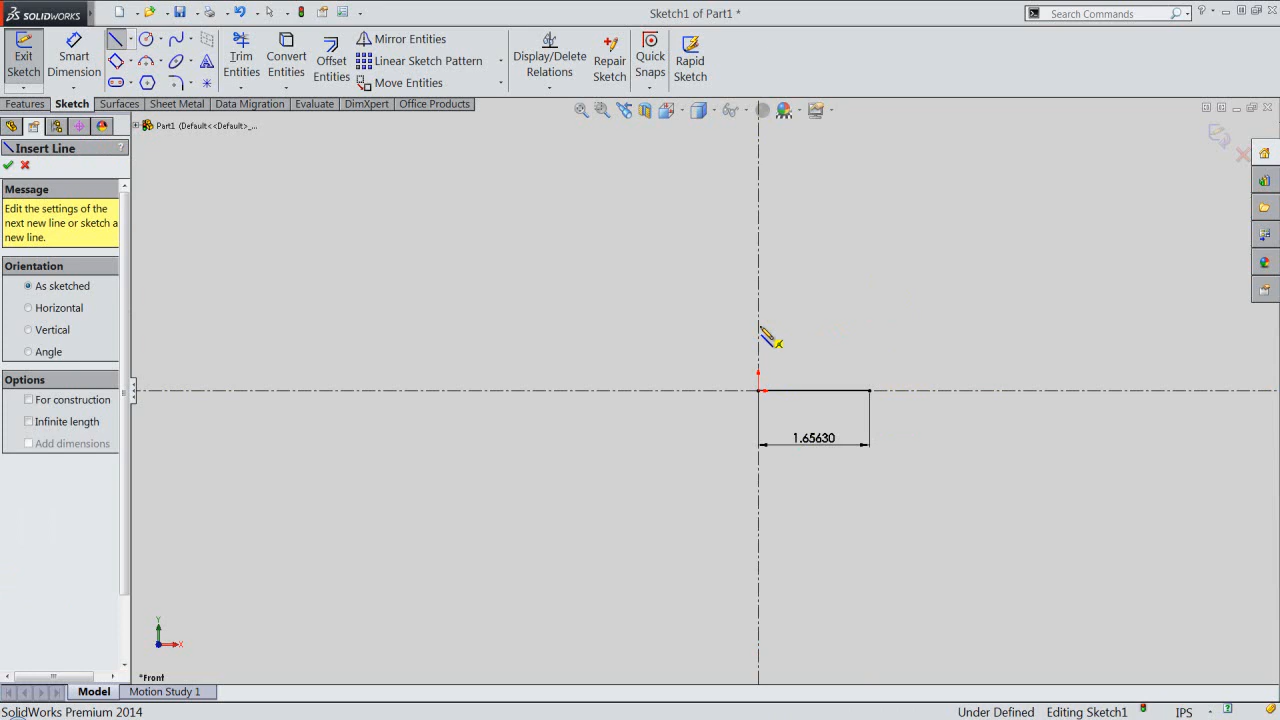 SOLIDWORKS
Sketch1 of Part1 *
Search Commands
Exit Sketch
Smart Dimension
Trim Entities
Convert Entities
Offset Entities
Mirror Entities
Linear Sketch Pattern
Move Entities
Display/Delete Relations
Repair Sketch
Quick Snaps
Rapid Sketch
Features Sketch Surfaces Sheet Metal Data Migration Evaluate DimXpert Office Products
Part1 (Default<<Default>_...
Insert Line ?
Message
Edit the settings of the
next new line or sketch a
new line.
Orientation
As sketched
Horizontal
Vertical
Angle
Options
For construction
Infinite length
Add dimensions
1.65630
Y
X
*Front
Model Motion Study 1
SolidWorks Premium 2014 Under Defined Editing Sketch1 IPS